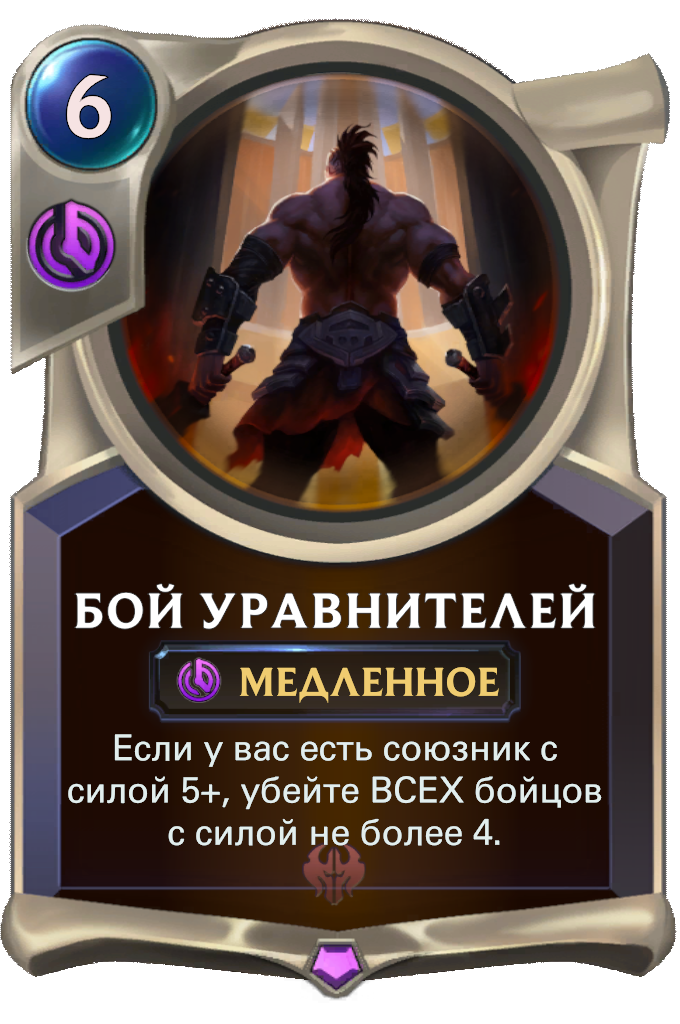 6
БОЙ УРАВНИТЕЛЕЙ
МЕДЛЕННОЕ
Если у вас есть союзник с
силой 5+, убейте ВСЕХ бойцов
с силой не более 4.